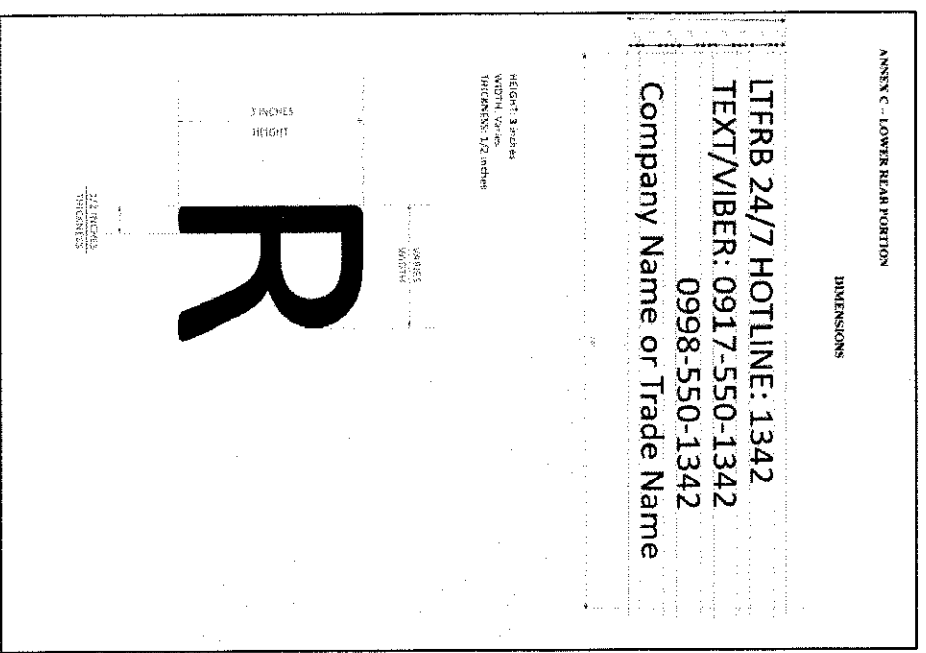 ANNEX C – LOWER REAR PORTION
DIMENSIONS
LTFRB 24/7 HOTLINE: 1342
TEXT/VIBER: 0917-550-1342
0998-550-1342
Company Name or Trade Name
HEIGHT: 3 inches
WIDTH: Varies
THICKNESS: 1/2 inches
VARIES
WIDTH
3 INCHES
HEIGHT
R
1/2 INCHES
THICKNESS